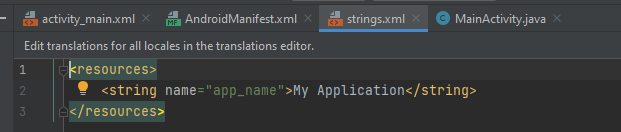 activity_main.xml AndroidManifest.xml strings.xml MainActivity.java
Edit translations for all locales in the translations editor.
1 <resources>
2 <string name="app_name">My Application</string>
3 </resources>